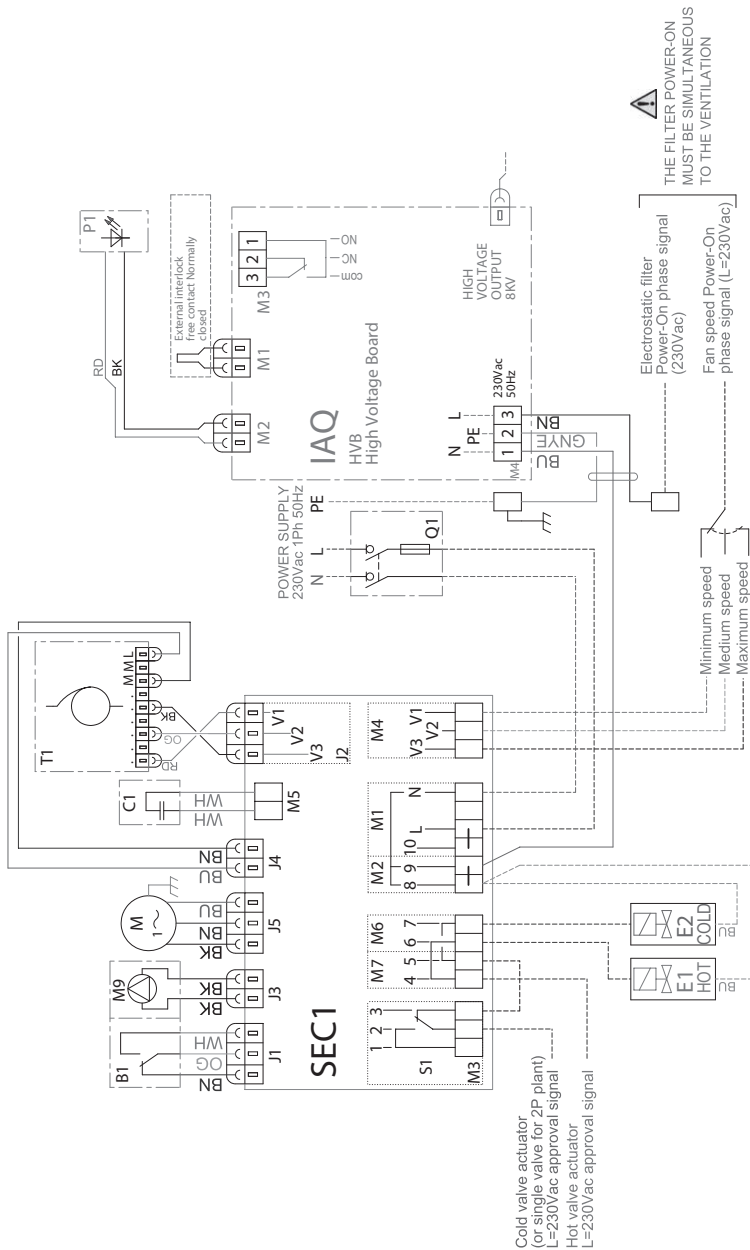 THE FILTER POWER-ON
MUST BE SIMULTANEOUS
TO THE VENTILATION
P1
RD
BK
External interlock
free contact Normally
closed
M1
M2
M3
3 2 1
com
NC
NO
IAQ
HVB
High Voltage Board
HIGH
VOLTAGE
OUTPUT
8KV
230Vac
50Hz
N
PE
L
M4
1 2 3
BU
GNYE
BN
Electrostatic filter
Power-On phase signal
(230Vac)
Fan speed Power-On
phase signal (L=230Vac)
POWER SUPPLY
230Vac 1Ph 50Hz
N
L
PE
Q1
Minimum speed
Medium speed
Maximum speed
T1
M M L
RD
OG
BK
C1
WH
WH
M5
V3
V2
V1
J2
M4
V3
V2
V1
BU
BN
J4
M
1~
BK
BN
BU
J5
M9
BK
BK
J3
B1
BN
OG
WH
J1
SEC1
M2
M1
8
9
10
L
N
M7
M6
4
5
6
7
S1
1
2
3
M3
E2
COLD
BU
E1
HOT
BU
Cold valve actuator
(or single valve for 2P plant)
L=230Vac approval signal
Hot valve actuator
L=230Vac approval signal